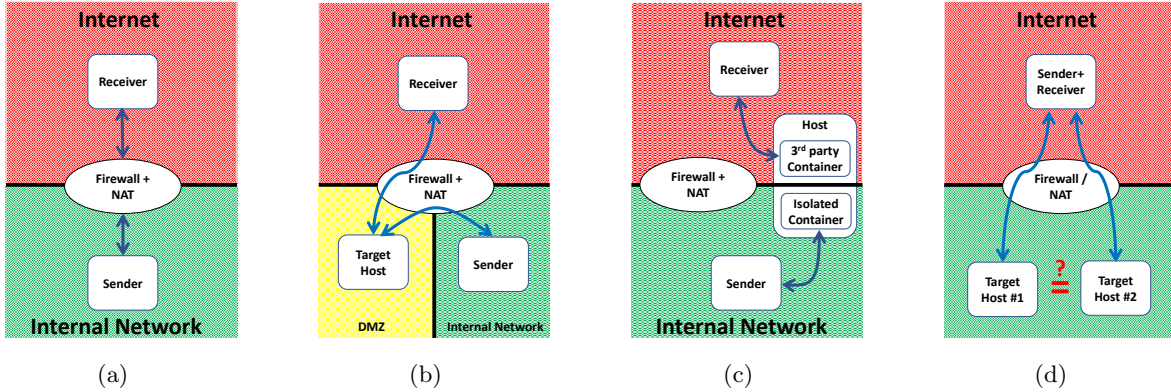 Internet
Receiver
Firewall +
NAT
Sender
Internal Network
(a)
Internet
Receiver
Firewall +
NAT
Target
Host
Sender
DMZ
Internal Network
(b)
Internet
Receiver
Host
3rd party
Container
Firewall +
NAT
Isolated
Container
Sender
Internal Network
(c)
Internet
Sender+
Receiver
Firewall /
NAT
Target
Host #1
?
=
Target
Host #2
(d)